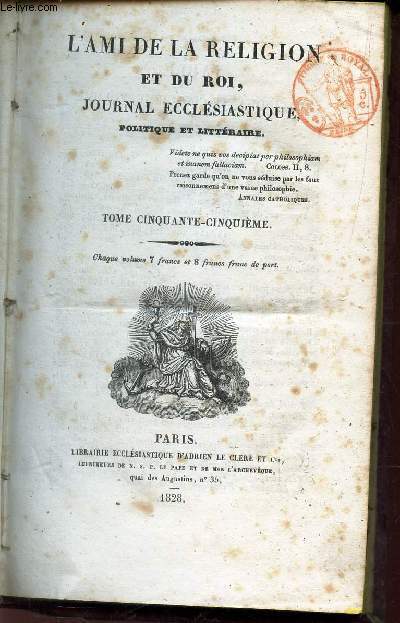 le-livre.com
L'AMI DE LA RELIGION
ET DU ROI,
JOURNAL ECCLÉSIASTIQUE,
POLITIQUE ET LITTÉRAIRE.
Videte ne quis vos decipiat per philosophiam
et inanem fallaciam. COLOSS. II, 8.
Prenez garde qu'on ne vous séduise par les faux
raisonnemens d'une vaine philosophie.
ANNALES CATHOLIQUES.
TOME CINQUANTE-CINQUIÈME.
Chaque volume 7 francs et 8 francs franc de port.
PARIS,
LIBRAIRIE ECCLÉSIASTIQUE D'ADRIEN LE CLERE ET Cie,
IMPRIMEURS DE N. S. P. LE PAPE ET DE MGR L'ARCHEVÊQUE,
quai des Augustins, n° 35.
1828.